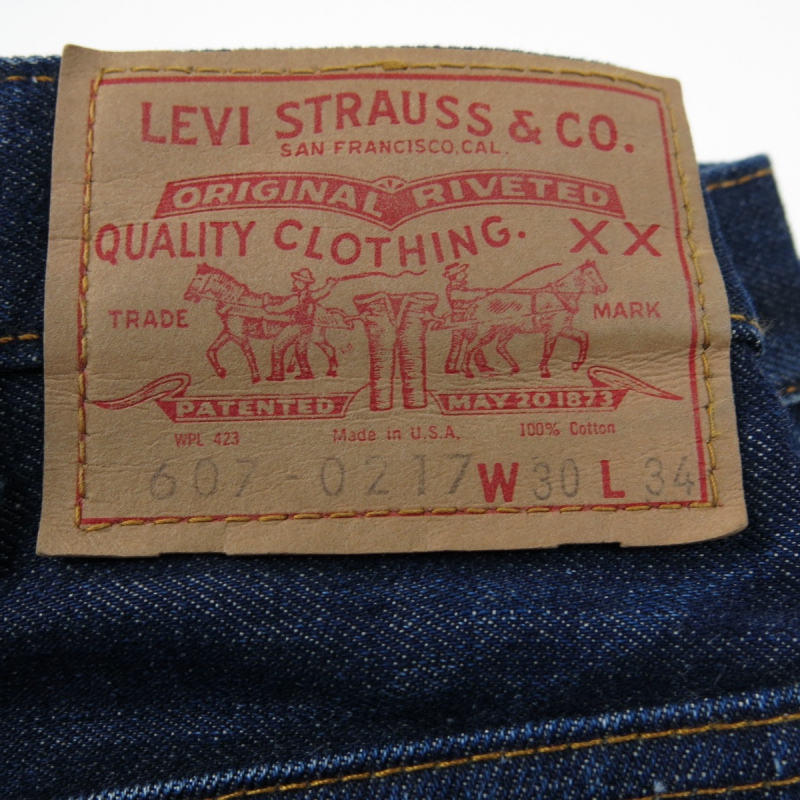 LEVI STRAUSS & CO.
SAN FRANCISCO, CAL.
ORIGINAL RIVETED
QUALITY CLOTHING. XX
TRADE MARK
PATENTED MAY 20 1873
WPL 423 Made in U.S.A. 100% Cotton
607-0217 W 30 L 34